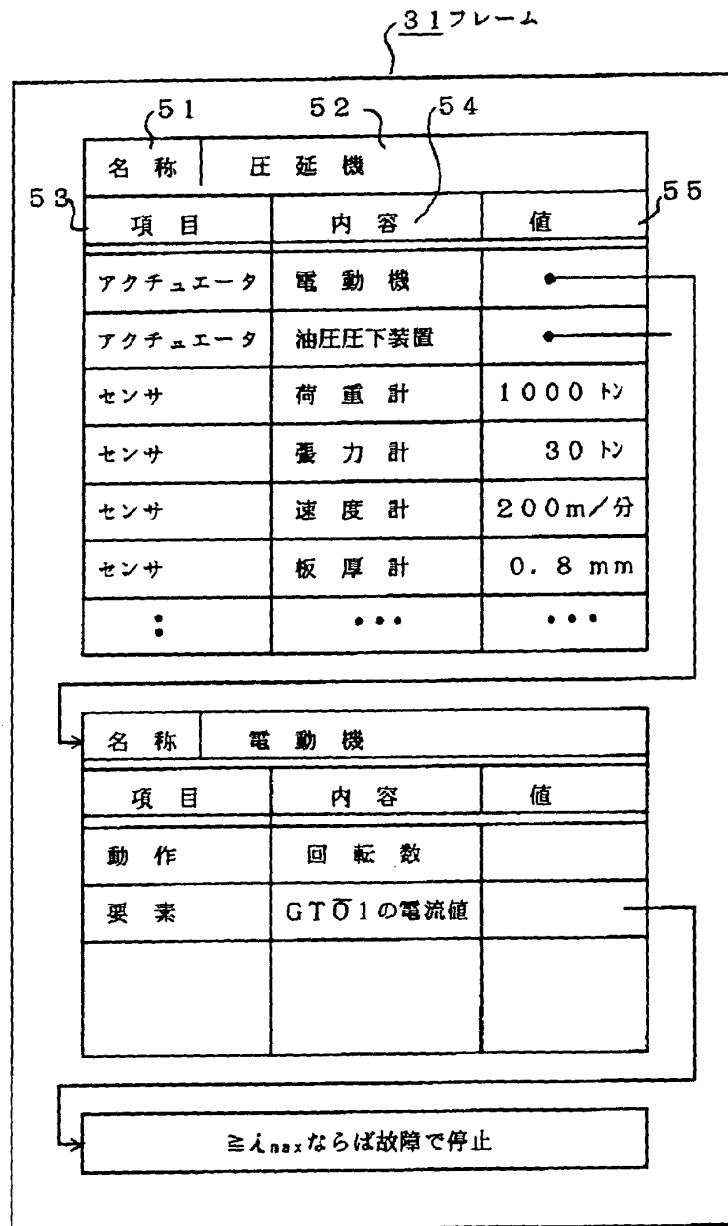 31フレーム
51 52 54
名称 圧延機
53 55
項目 内容 値
アクチュエータ 電動機
アクチュエータ 油圧圧下装置
センサ 荷重計 1000トン
センサ 張力計 30トン
センサ 速度計 200m/分
センサ 板厚計 0.8mm
名称 電動機
項目 内容 値
動作 回転数
要素 GTŌ1の電流値
≧imaxならば故障で停止